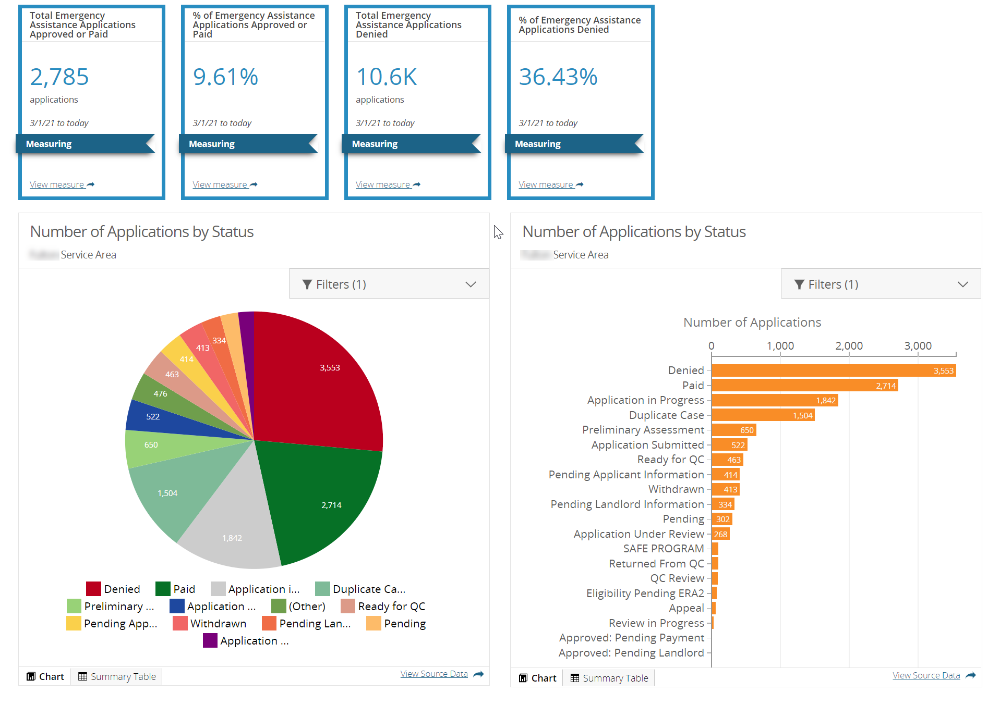 Total Emergency
Assistance Applications
Approved or Paid
2,785
applications
3/1/21 to today
Measuring
View measure
% of Emergency Assistance
Applications Approved or
Paid
9.61%
3/1/21 to today
Measuring
View measure
Total Emergency
Assistance Applications
Denied
10.6K
applications
3/1/21 to today
Measuring
View measure
% of Emergency Assistance
Applications Denied
36.43%
3/1/21 to today
Measuring
View measure
Number of Applications by Status
Service Area
Filters (1)
3,553
2,714
1,842
1,504
650
522
476
463
414
413
334
Denied
Paid
Application i...
Duplicate Ca...
Preliminary ...
Application ...
(Other)
Ready for QC
Pending App...
Withdrawn
Pending Lan...
Pending
Application ...
Chart
Summary Table
View Source Data
Number of Applications by Status
Service Area
Filters (1)
Number of Applications
0 1,000 2,000 3,000
Denied 3,553
Paid 2,714
Application in Progress 1,842
Duplicate Case 1,504
Preliminary Assessment 650
Application Submitted 522
Ready for QC 463
Pending Applicant Information 414
Withdrawn 413
Pending Landlord Information 334
Pending 302
Application Under Review 268
SAFE PROGRAM
Returned From QC
QC Review
Eligibility Pending ERA2
Appeal
Review in Progress
Approved: Pending Payment
Approved: Pending Landlord
Chart
Summary Table
View Source Data